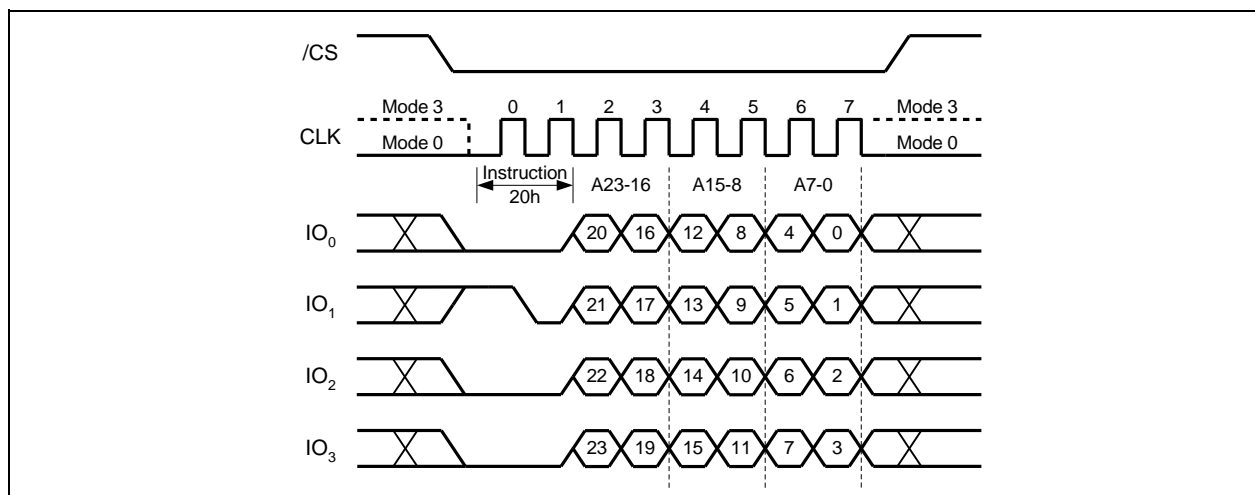 /CS
Mode 3 0 1 2 3 4 5 6 7 Mode 3
CLK
Mode 0 Mode 0
Instruction
20h
A23-16 A15-8 A7-0
IO0 20 16 12 8 4 0
IO1 21 17 13 9 5 1
IO2 22 18 14 10 6 2
IO3 23 19 15 11 7 3